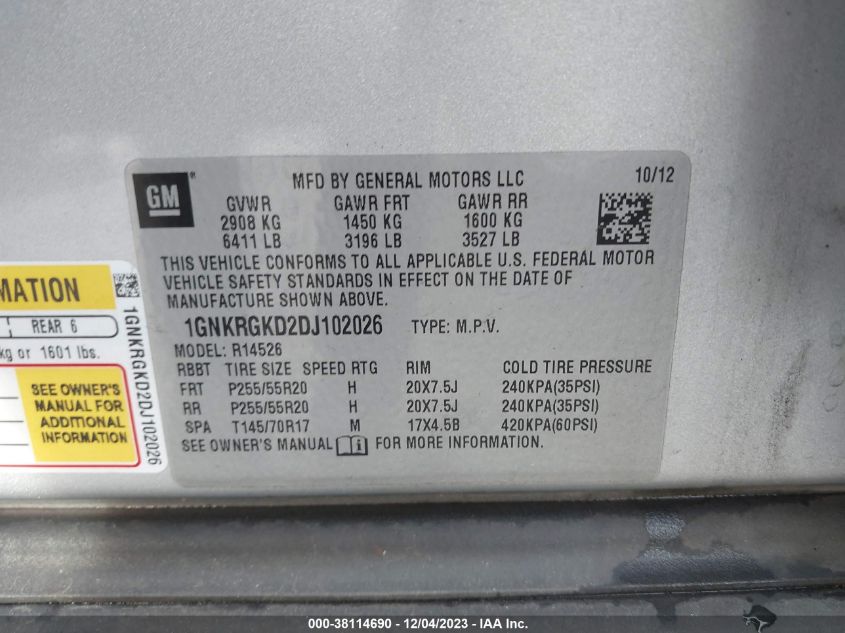 GM ®
MFD BY GENERAL MOTORS LLC 10/12
GVWR GAWR FRT GAWR RR
2908 KG 1450 KG 1600 KG
6411 LB 3196 LB 3527 LB
THIS VEHICLE CONFORMS TO ALL APPLICABLE U.S. FEDERAL MOTOR
VEHICLE SAFETY STANDARDS IN EFFECT ON THE DATE OF
MANUFACTURE SHOWN ABOVE.
1GNKRGKD2DJ102026 TYPE: M.P.V.
MODEL: R14526
RBBT TIRE SIZE SPEED RTG RIM COLD TIRE PRESSURE
FRT P255/55R20 H 20X7.5J 240KPA(35PSI)
RR P255/55R20 H 20X7.5J 240KPA(35PSI)
SPA T145/70R17 M 17X4.5B 420KPA(60PSI)
SEE OWNER'S MANUAL i FOR MORE INFORMATION.
MATION
REAR 6
kg or 1601 lbs.
SEE OWNER'S
MANUAL FOR
ADDITIONAL
INFORMATION
1GNKRGKD2DJ102026
000-38114690 - 12/04/2023 - IAAI.com